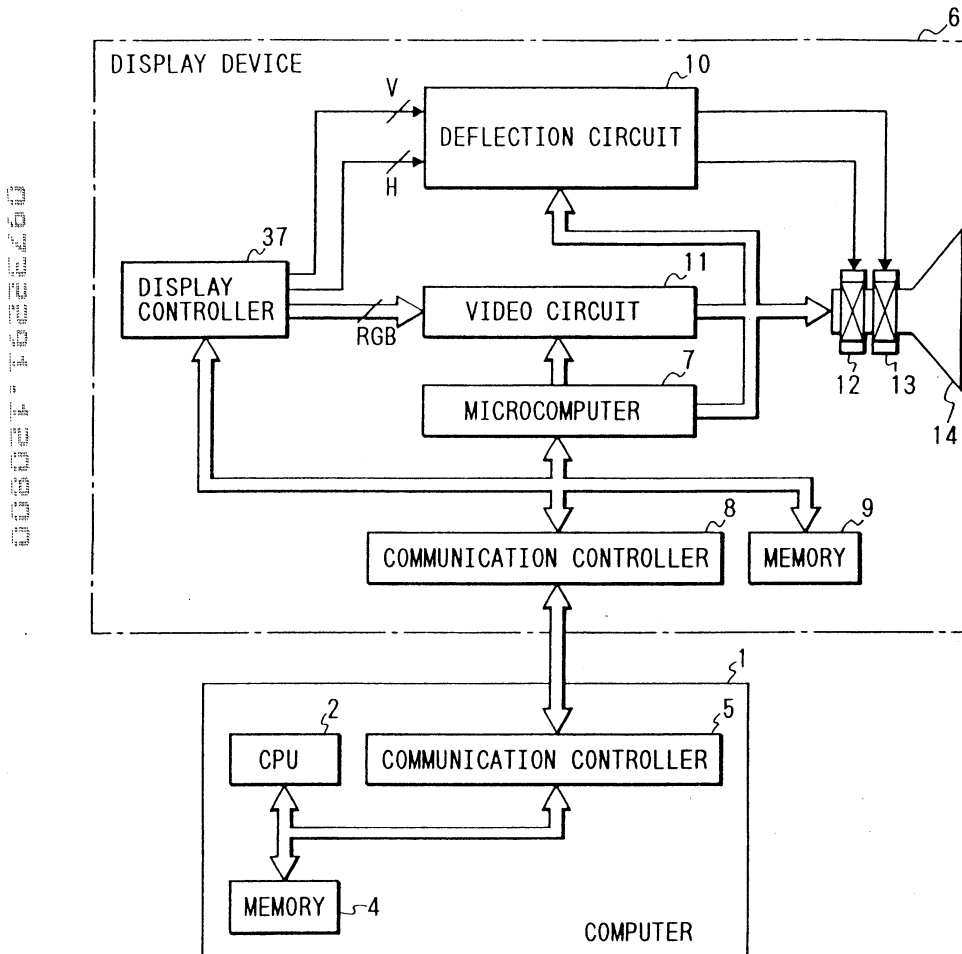 6
DISPLAY DEVICE
10
V
DEFLECTION CIRCUIT
H
37
DISPLAY
CONTROLLER
RGB
11
VIDEO CIRCUIT
7
MICROCOMPUTER
12
13
14
8
COMMUNICATION CONTROLLER
9
MEMORY
1
2
CPU
5
COMMUNICATION CONTROLLER
MEMORY
4
COMPUTER